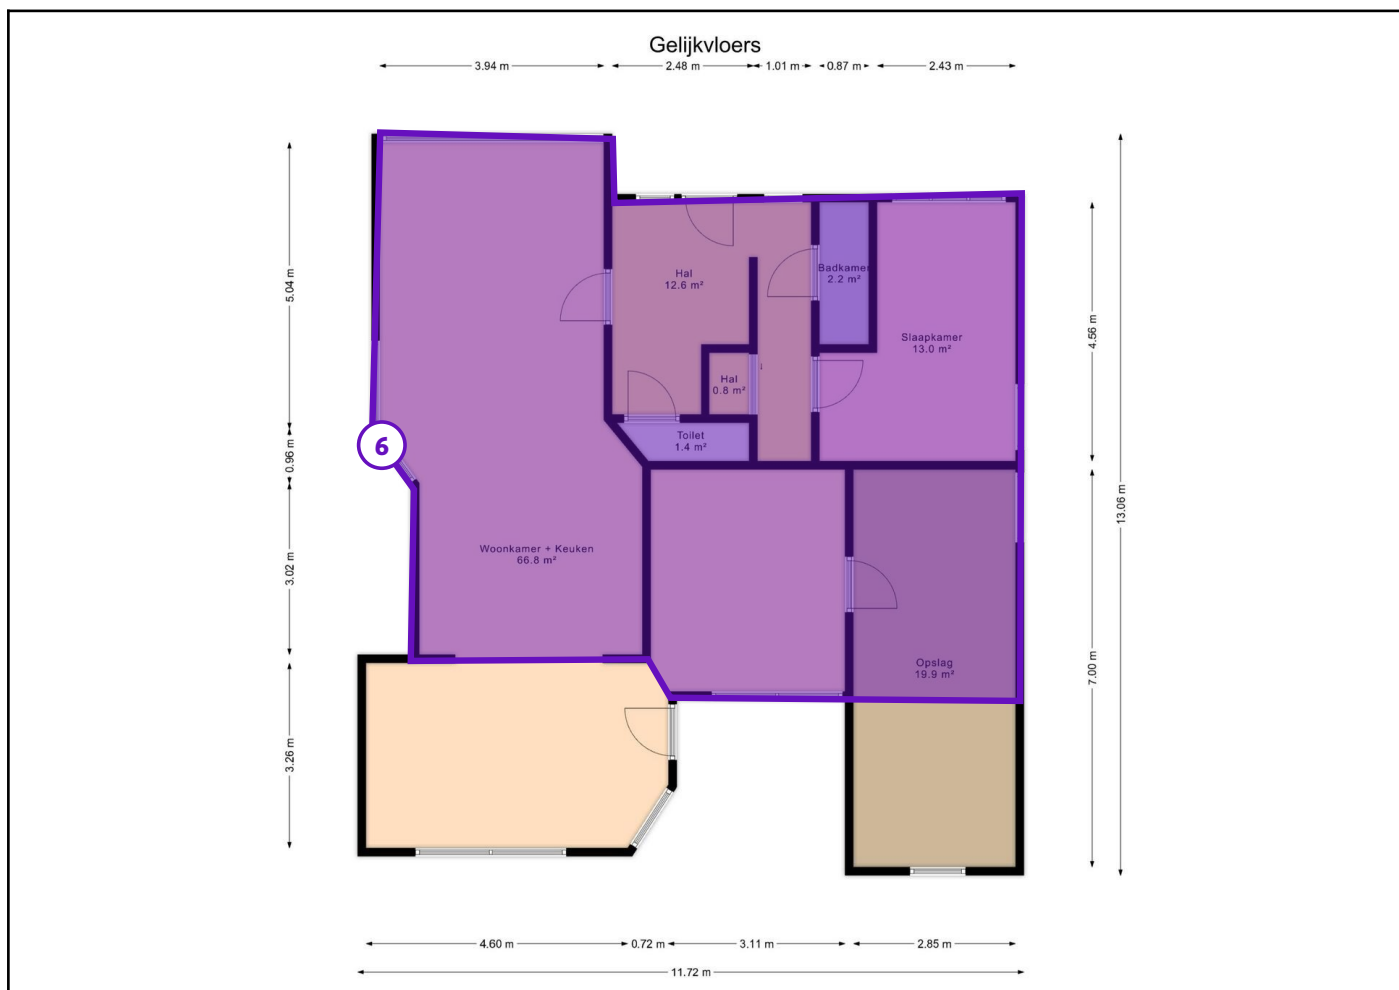 Gelijkvloers
3.94 m
2.48 m
1.01 m
0.87 m
2.43 m
5.04 m
0.96 m
3.02 m
3.26 m
4.56 m
7.00 m
13.06 m
Hal
12.6 m²
Badkamer
2.2 m²
Slaapkamer
13.0 m²
Hal
0.8 m²
Toilet
1.4 m²
6
Woonkamer + Keuken
66.8 m²
Opslag
19.9 m²
4.60 m
0.72 m
3.11 m
2.85 m
11.72 m